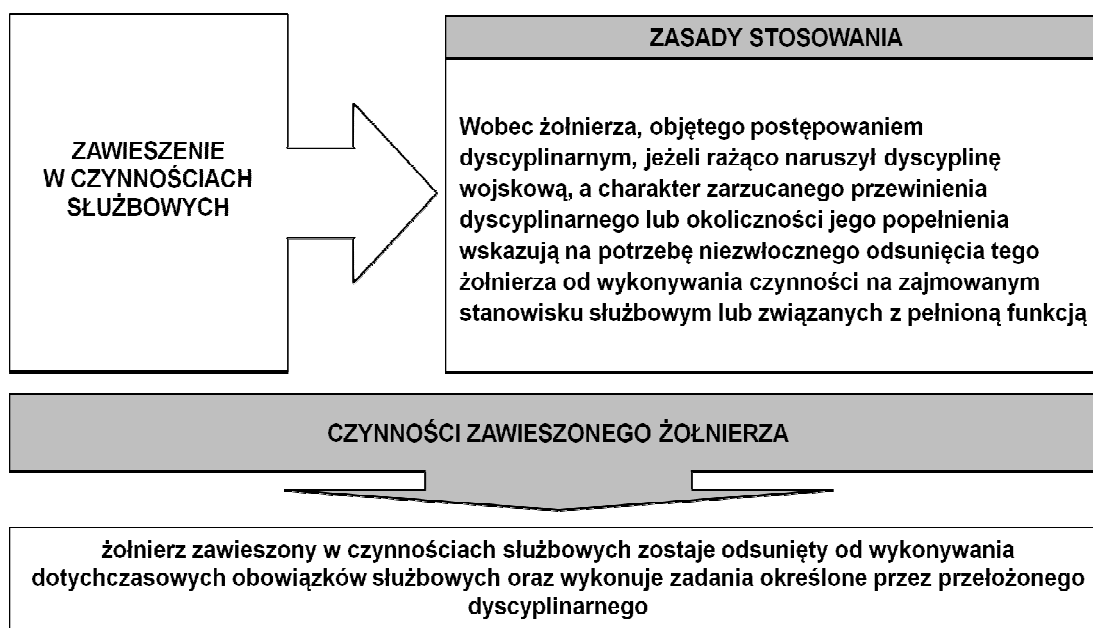 ZAWIESZENIE
W CZYNNOŚCIACH
SŁUŻBOWYCH
ZASADY STOSOWANIA
Wobec żołnierza, objętego postępowaniem
dyscyplinarnym, jeżeli rażąco naruszył dyscyplinę
wojskową, a charakter zarzucanego przewinienia
dyscyplinarnego lub okoliczności jego popełnienia
wskazują na potrzebę niezwłocznego odsunięcia tego
żołnierza od wykonywania czynności na zajmowanym
stanowisku służbowym lub związanych z pełnioną funkcją
CZYNNOŚCI ZAWIESZONEGO ŻOŁNIERZA
żołnierz zawieszony w czynnościach służbowych zostaje odsunięty od wykonywania
dotychczasowych obowiązków służbowych oraz wykonuje zadania określone przez przełożonego
dyscyplinarnego